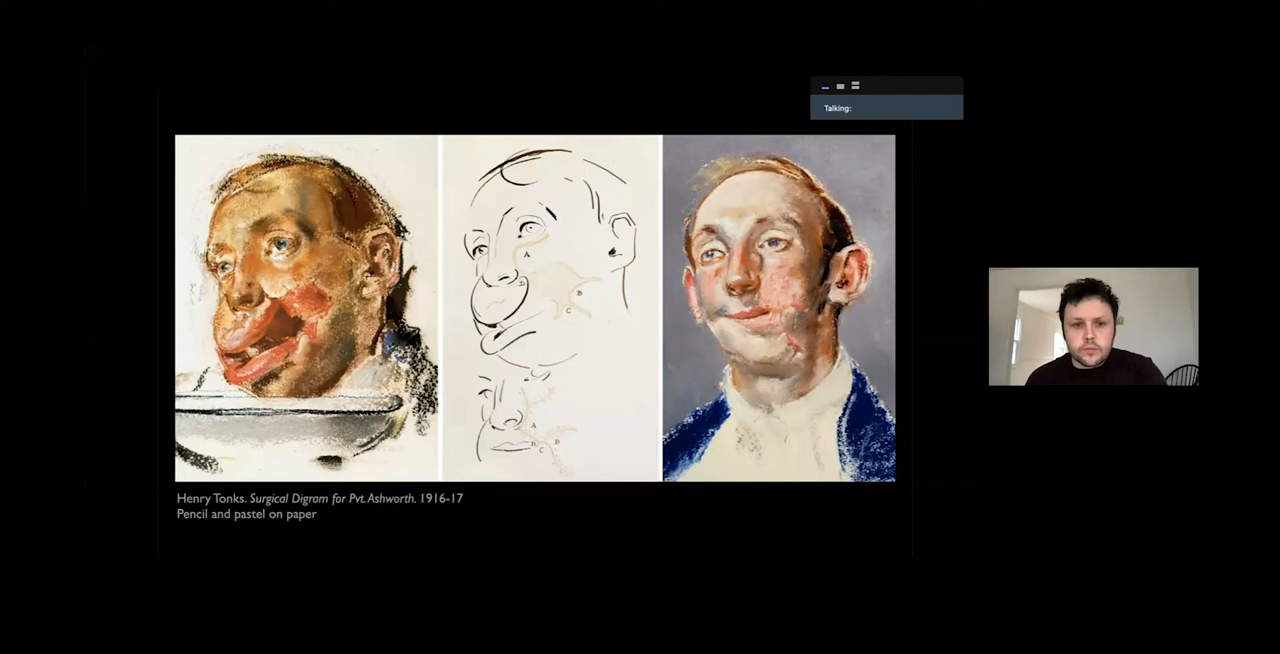 Talking:
A
B
C
A
B
B
C
Henry Tonks. Surgical Digram for Pvt. Ashworth. 1916-17
Pencil and pastel on paper